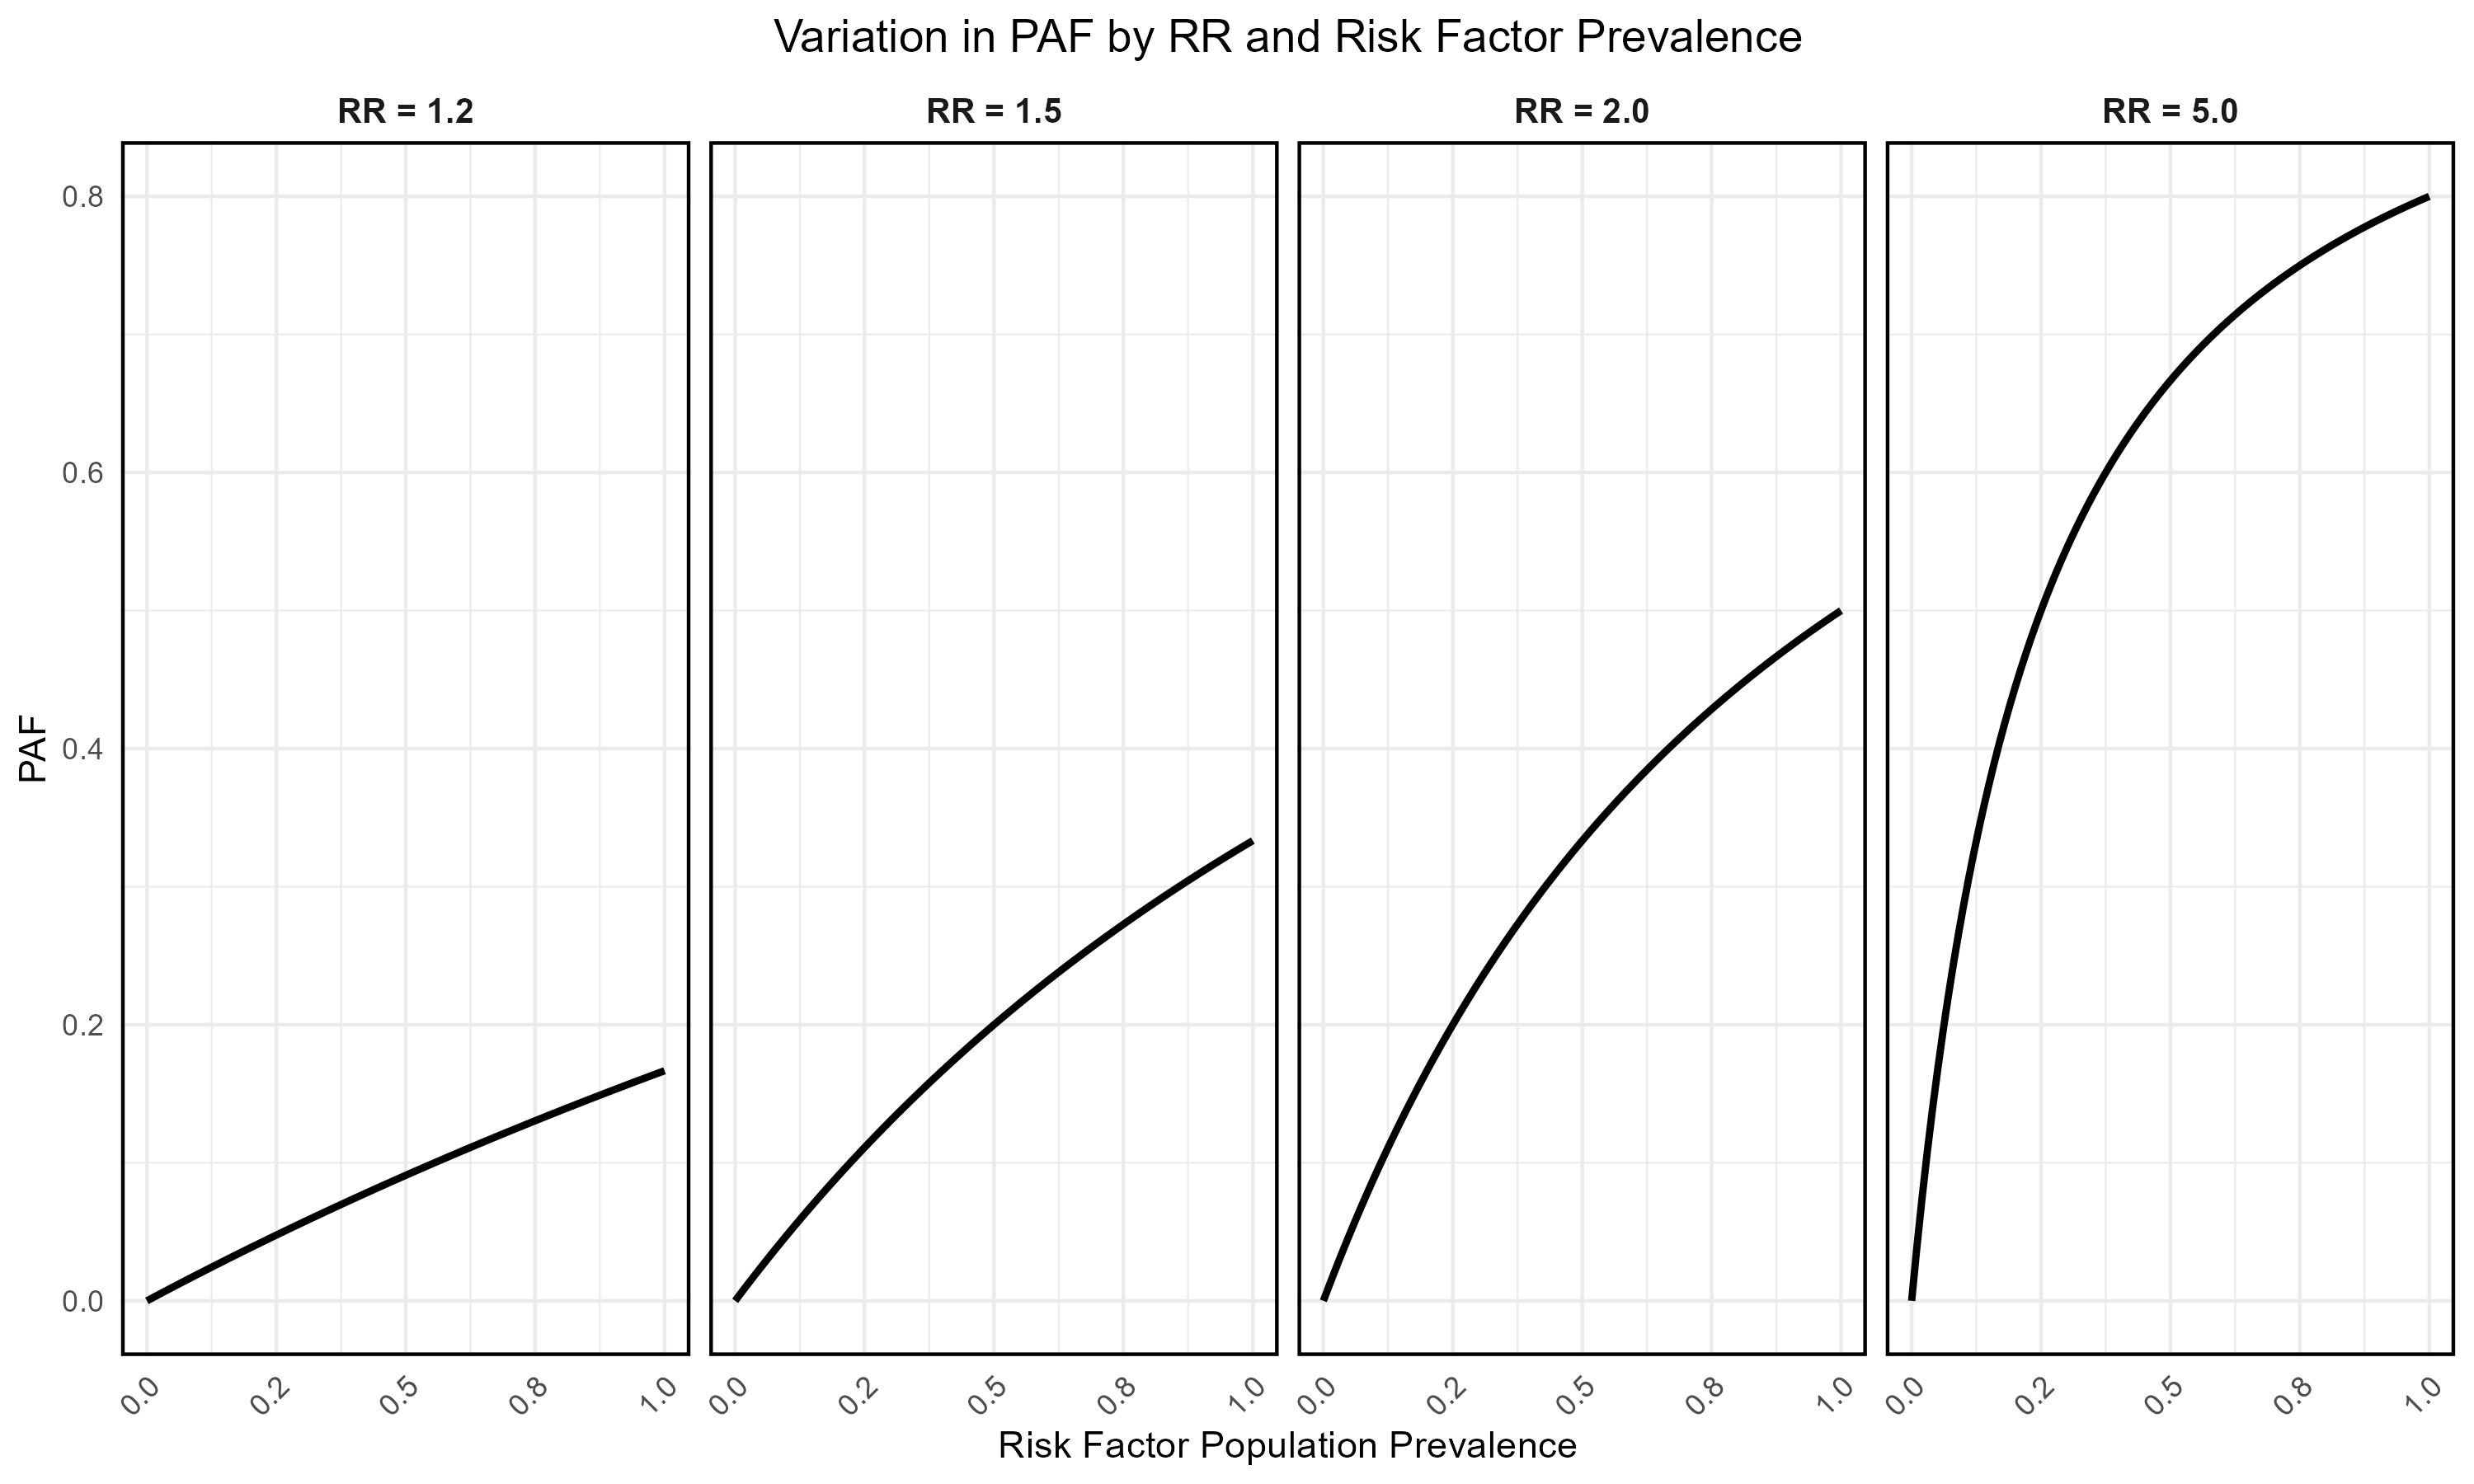 Variation in PAF by RR and Risk Factor Prevalence
RR = 1.2
RR = 1.5
RR = 2.0
RR = 5.0
PAF
0.8
0.6
0.4
0.2
0.0
0.0 0.2 0.5 0.8 1.0
0.0 0.2 0.5 0.8 1.0
0.0 0.2 0.5 0.8 1.0
0.0 0.2 0.5 0.8 1.0
Risk Factor Population Prevalence